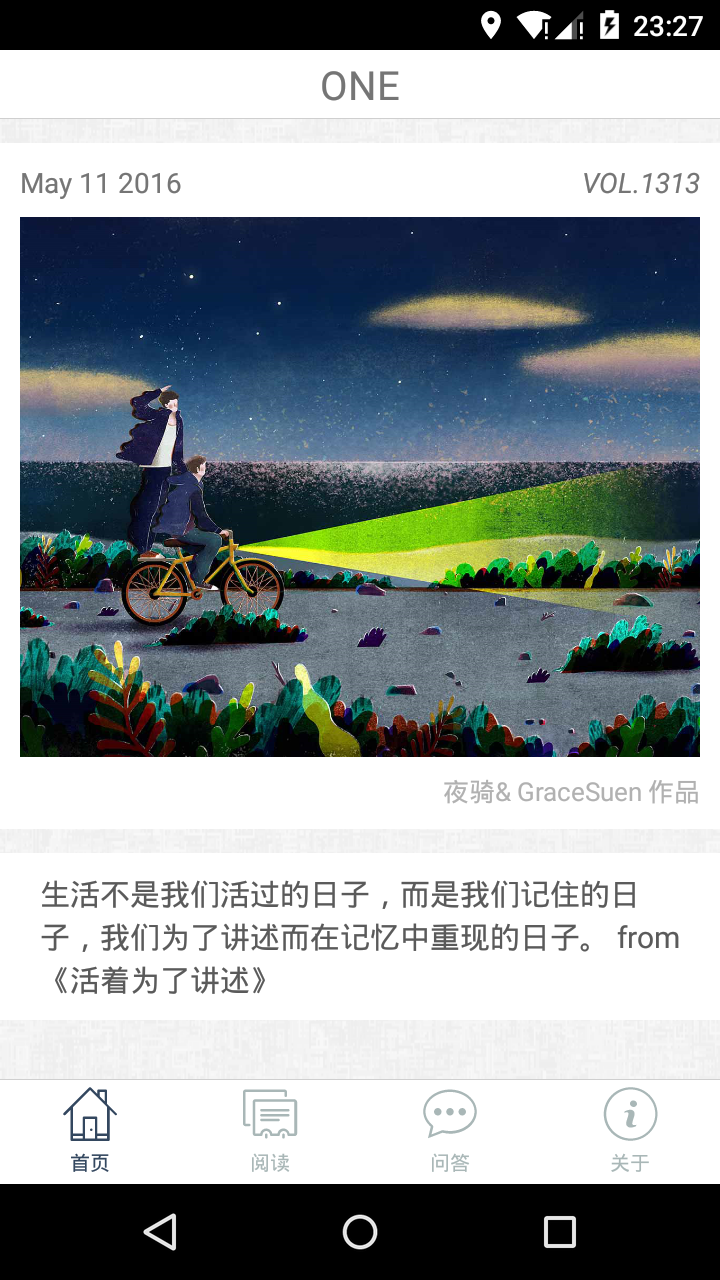 23:27
ONE
May 11 2016
VOL.1313
夜骑& GraceSuen 作品
生活不是我们活过的日子，而是我们记住的日
子，我们为了讲述而在记忆中重现的日子。 from
《活着为了讲述》
首页
阅读
问答
关于